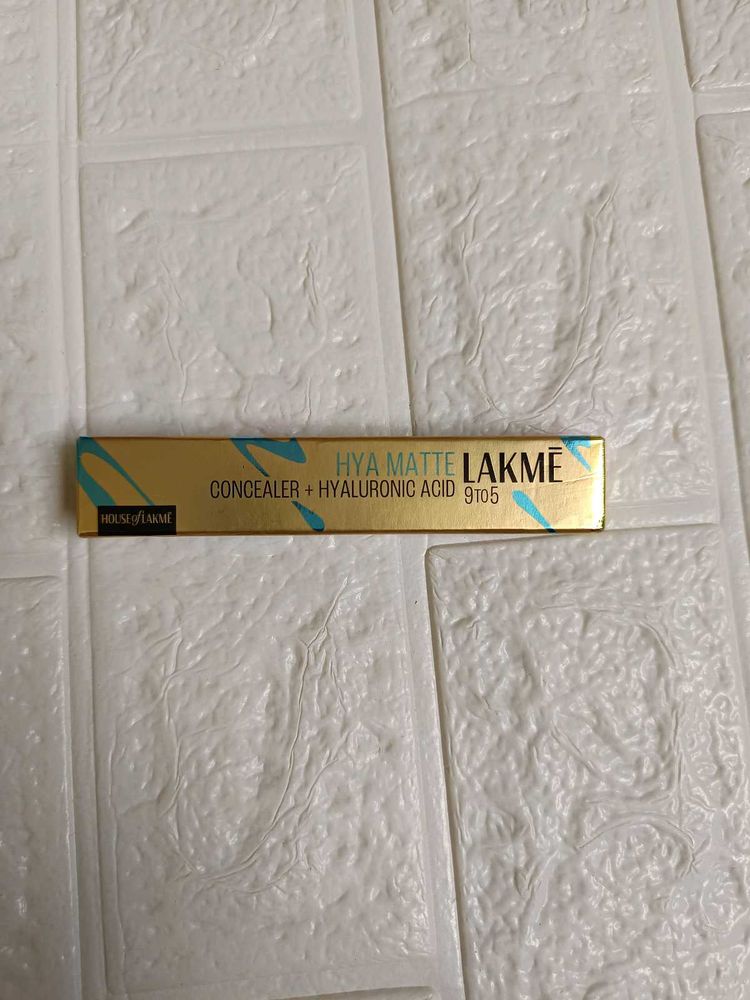 HYA MATTE
CONCEALER + HYALURONIC ACID
LAKMĒ
9TO5
HOUSE of LAKMĒ